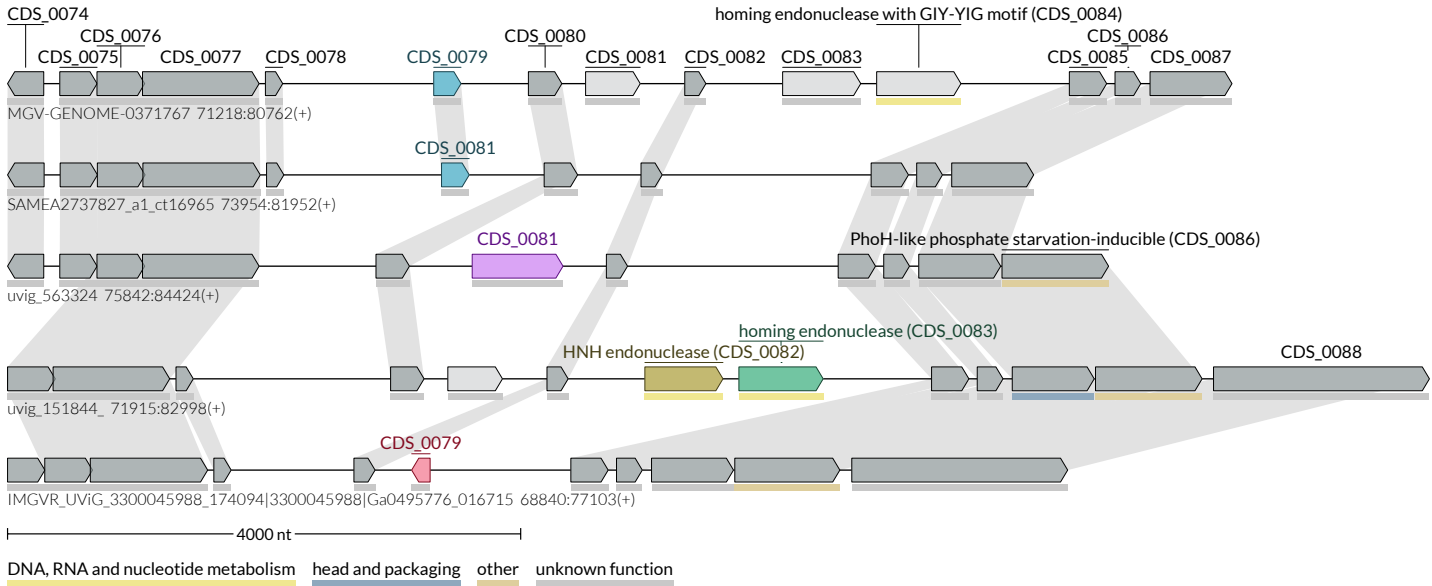 CDS_0074 homing endonuclease with GIY-YIG motif (CDS_0084)
CDS_0076 CDS_0080 CDS_0086
CDS_0075 CDS_0077 CDS_0078 CDS_0079 CDS_0081 CDS_0082 CDS_0083 CDS_0085 CDS_0087
MGV-GENOME-0371767 71218:80762(+)
CDS_0081
SAMEA2737827_a1_ct16965 73954:81952(+)
CDS_0081 PhoH-like phosphate starvation-inducible (CDS_0086)
uvig_563324 75842:84424(+)
homing endonuclease (CDS_0083)
HNH endonuclease (CDS_0082) CDS_0088
uvig_151844_ 71915:82998(+)
CDS_0079
IMGVR_UViG_3300045988_174094|3300045988|Ga0495776_016715 68840:77103(+)
4000 nt
DNA, RNA and nucleotide metabolism head and packaging other unknown function